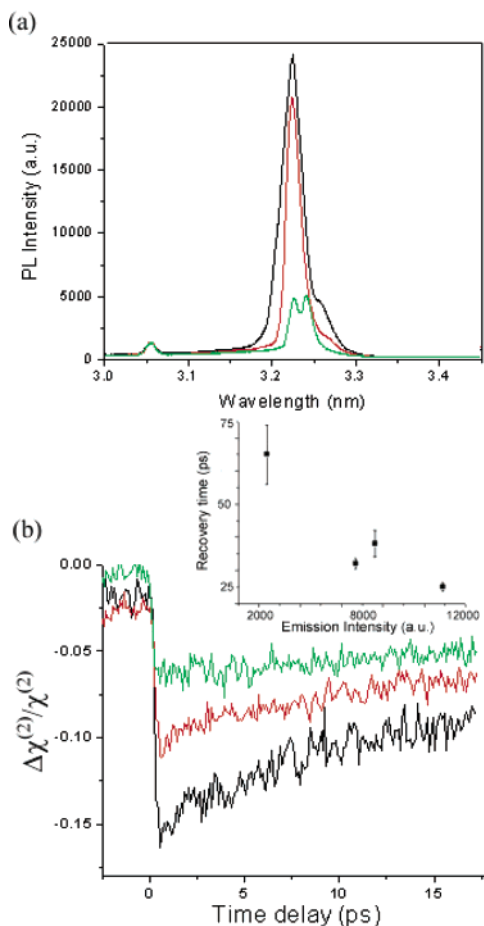 (a)
25000
20000
15000
10000
5000
0
PL Intensity (a.u.)
3.0 3.1 3.2 3.3 3.4
Wavelength (nm)
75
50
25
Recovery time (ps)
2000 8000 12000
Emission Intensity (a.u.)
(b)
0.00
-0.05
-0.10
-0.15
Δχ(2)/χ(2)
0 5 10 15
Time delay (ps)